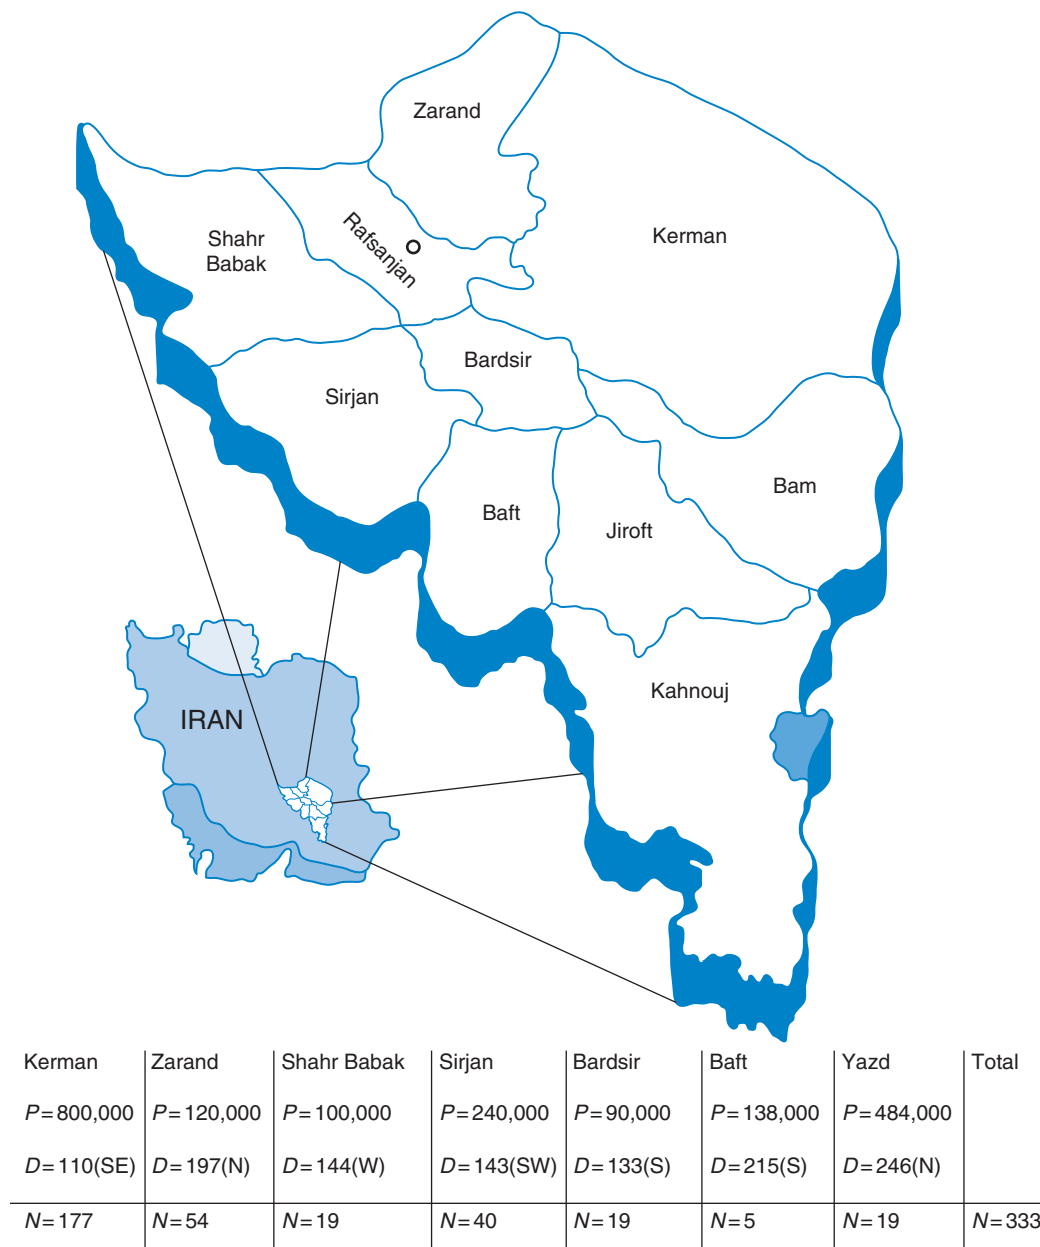 Zarand
Kerman
Shahr
Babak
Rafsanjan
Bardsir
Sirjan
Bam
Baft
Jiroft
Kahnouj
IRAN
Kerman Zarand Shahr Babak Sirjan Bardsir Baft Yazd Total
P=800,000 P=120,000 P=100,000 P=240,000 P=90,000 P=138,000 P=484,000
D=110(SE) D=197(N) D=144(W) D=143(SW) D=133(S) D=215(S) D=246(N)
N=177 N=54 N=19 N=40 N=19 N=5 N=19 N=333